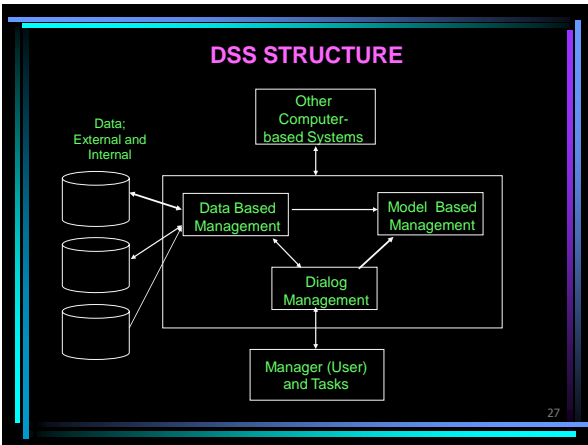 DSS STRUCTURE
Other
Computer-
based Systems
Data;
External and
Internal
Data Based
Management
Model Based
Management
Dialog
Management
Manager (User)
and Tasks
27